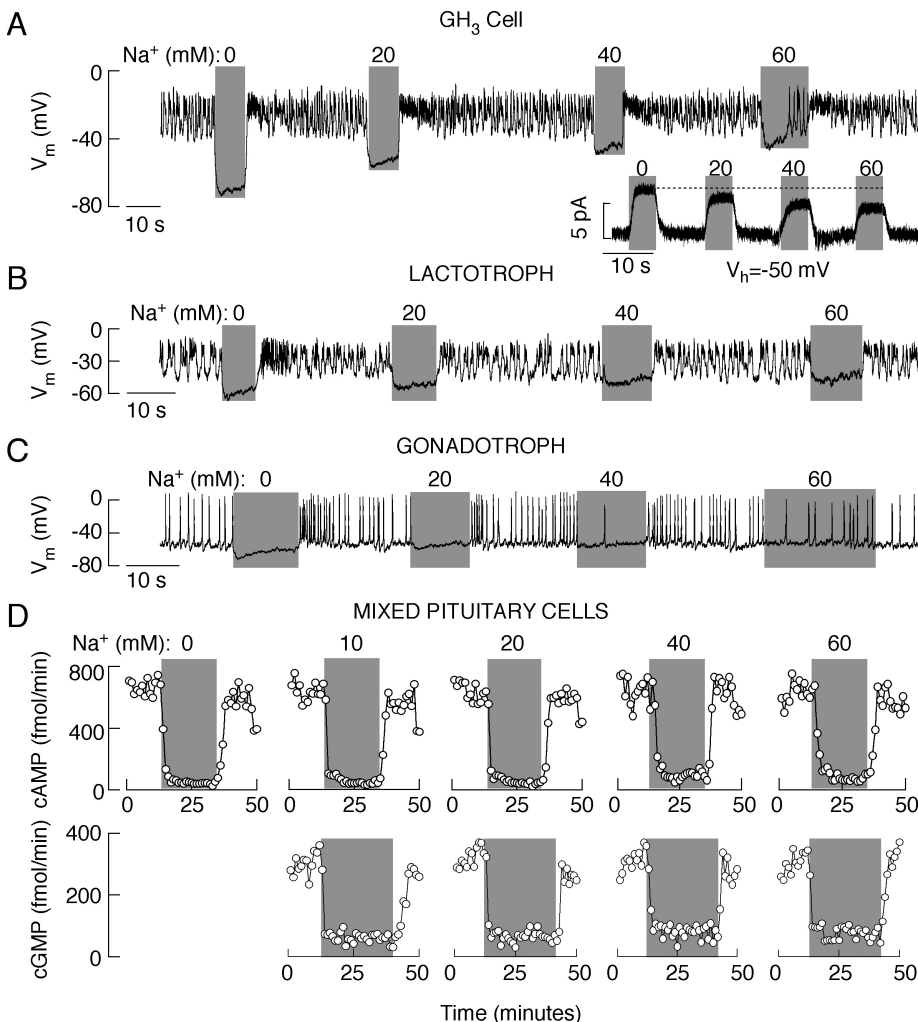 A
GH₃ Cell
Na⁺ (mM): 0 20 40 60
0
-40
-80
Vₘ (mV)
10 s
0 20 40 60
5 pA
10 s
Vₕ=-50 mV
B
LACTOTROPH
Na⁺ (mM): 0 20 40 60
0
-30
-60
Vₘ (mV)
10 s
C
GONADOTROPH
Na⁺ (mM): 0 20 40 60
0
-40
-80
Vₘ (mV)
10 s
D
MIXED PITUITARY CELLS
Na⁺ (mM): 0 10 20 40 60
800
400
0
cAMP (fmol/min)
0 25 50 0 25 50 0 25 50 0 25 50 0 25 50
400
200
0
cGMP (fmol/min)
0 25 50 0 25 50 0 25 50 0 25 50
Time (minutes)